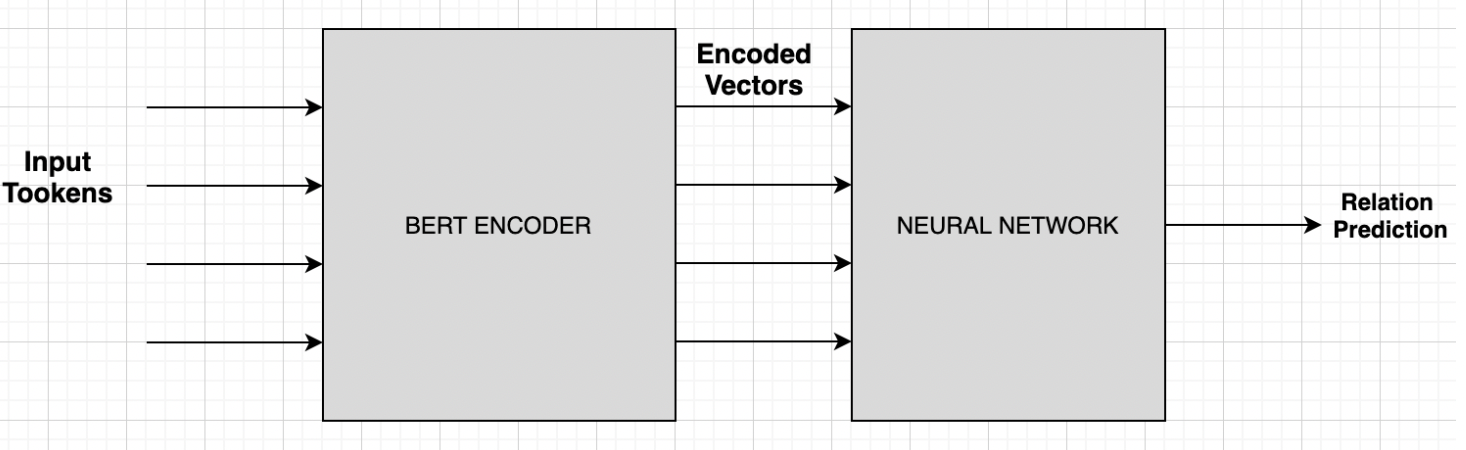 Input
Tookens
BERT ENCODER
Encoded
Vectors
NEURAL NETWORK
Relation
Prediction